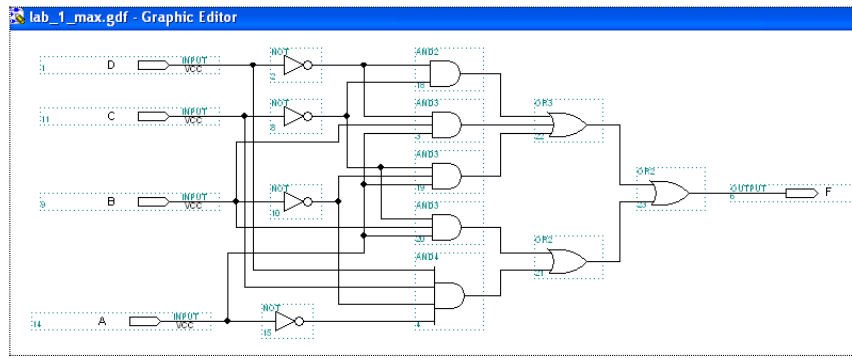 lab_1_max.gdf - Graphic Editor
NOT
AND2
1 D INPUT VCC
2
18
AND3
OR3
11 C INPUT VCC
NOT
8
3
22
AND3
OR2
9 B INPUT VCC
NOT
10
19
23
OUTPUT
6
F
AND3
20
OR2
21
AND4
14 A INPUT VCC
NOT
15
4